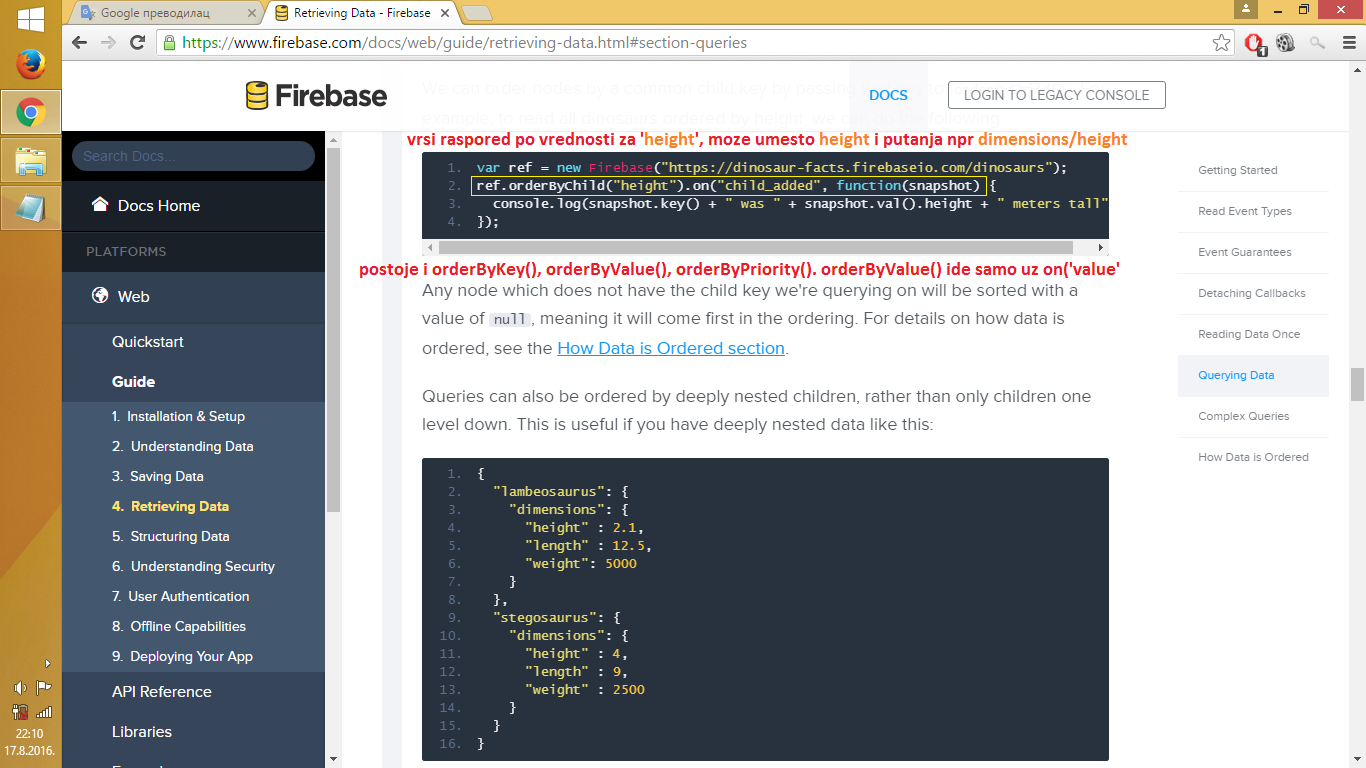 Google преводилац
Retrieving Data - Firebase
https://www.firebase.com/docs/web/guide/retrieving-data.html#section-queries
1
Firebase
DOCS
LOGIN TO LEGACY CONSOLE
Search Docs...
Docs Home
PLATFORMS
Web
Quickstart
Guide
1. Installation & Setup
2. Understanding Data
3. Saving Data
4. Retrieving Data
5. Structuring Data
6. Understanding Security
7. User Authentication
8. Offline Capabilities
9. Deploying Your App
API Reference
Libraries
We can order nodes by a common child key by passing
example, to read all dinosaurs ordered by height, we can do the following
vrsi raspored po vrednosti za 'height', moze umesto height i putanja npr dimensions/height
1. var ref = new Firebase("https://dinosaur-facts.firebaseio.com/dinosaurs");
2. ref.orderByChild("height").on("child_added", function(snapshot) {
3. console.log(snapshot.key() + " was " + snapshot.val().height + " meters tall"
4. });
postoje i orderByKey(), orderByValue(), orderByPriority(). orderByValue() ide samo uz on('value'
Any node which does not have the child key we're querying on will be sorted with a
value of null, meaning it will come first in the ordering. For details on how data is
ordered, see the How Data is Ordered section.
Queries can also be ordered by deeply nested children, rather than only children one
level down. This is useful if you have deeply nested data like this:
1. {
2. "lambeosaurus": {
3. "dimensions": {
4. "height" : 2.1,
5. "length" : 12.5,
6. "weight": 5000
7. }
8. },
9. "stegosaurus": {
10. "dimensions": {
11. "height" : 4,
12. "length" : 9,
13. "weight" : 2500
14. }
15. }
16. }
Getting Started
Read Event Types
Event Guarantees
Detaching Callbacks
Reading Data Once
Querying Data
Complex Queries
How Data is Ordered
22:10
17.8.2016.